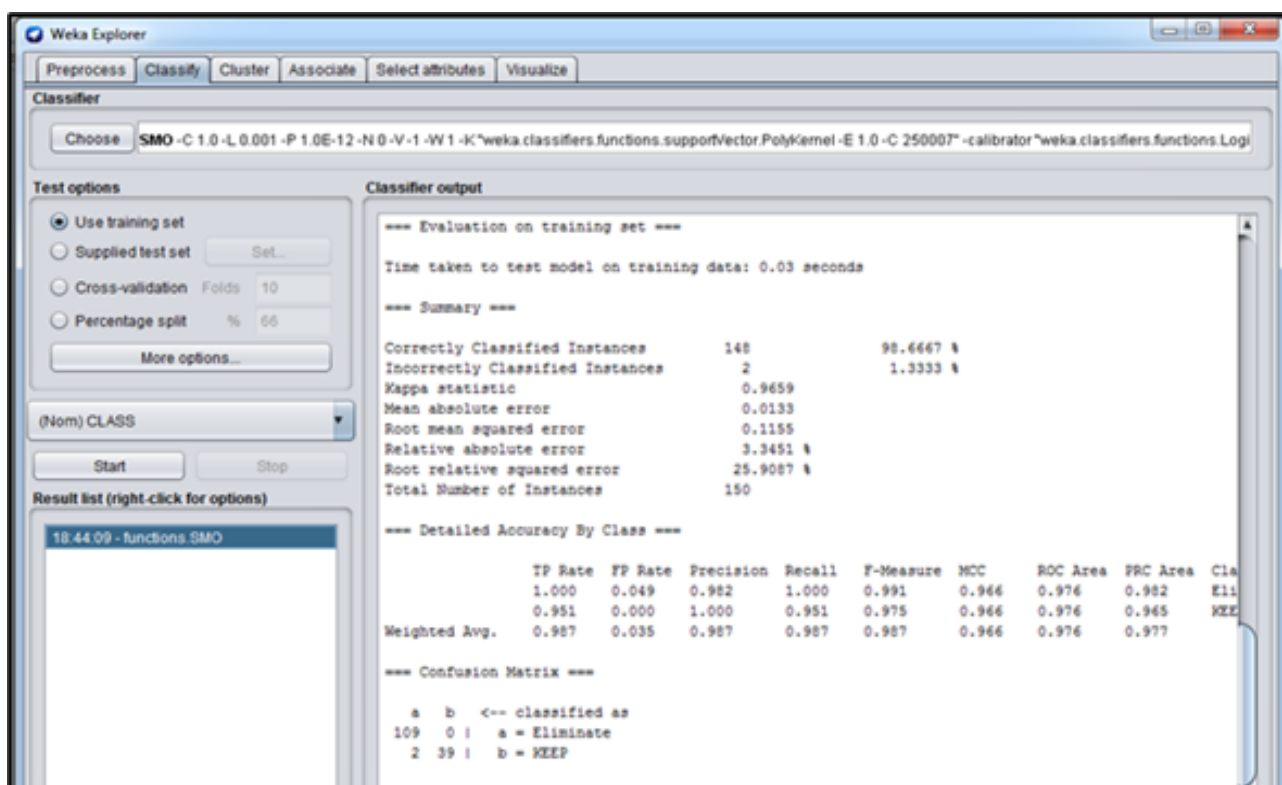 Weka Explorer
Preprocess Classify Cluster Associate Select attributes Visualize
Classifier
Choose SMO -C 1.0 -L 0.001 -P 1.0E-12 -N 0 -V -1 -W 1 -K "weka.classifiers.functions.supportVector.PolyKernel -E 1.0 -C 250007" -calibrator "weka.classifiers.functions.Logi
Test options
Use training set
Supplied test set Set...
Cross-validation Folds 10
Percentage split % 66
More options...
(Nom) CLASS
Start Stop
Result list (right-click for options)
18:44:09 - functions.SMO
Classifier output
=== Evaluation on training set ===
Time taken to test model on training data: 0.03 seconds
=== Summary ===
Correctly Classified Instances 148 98.6667 %
Incorrectly Classified Instances 2 1.3333 %
Kappa statistic 0.9659
Mean absolute error 0.0133
Root mean squared error 0.1155
Relative absolute error 3.3451 %
Root relative squared error 25.9087 %
Total Number of Instances 150
=== Detailed Accuracy By Class ===
TP Rate FP Rate Precision Recall F-Measure MCC ROC Area PRC Area Cla
1.000 0.049 0.982 1.000 0.991 0.966 0.976 0.982 Eli
0.951 0.000 1.000 0.951 0.975 0.966 0.976 0.965 KEE
Weighted Avg. 0.987 0.035 0.987 0.987 0.987 0.966 0.976 0.977
=== Confusion Matrix ===
a b <-- classified as
109 0 | a = Eliminate
2 39 | b = KEEP